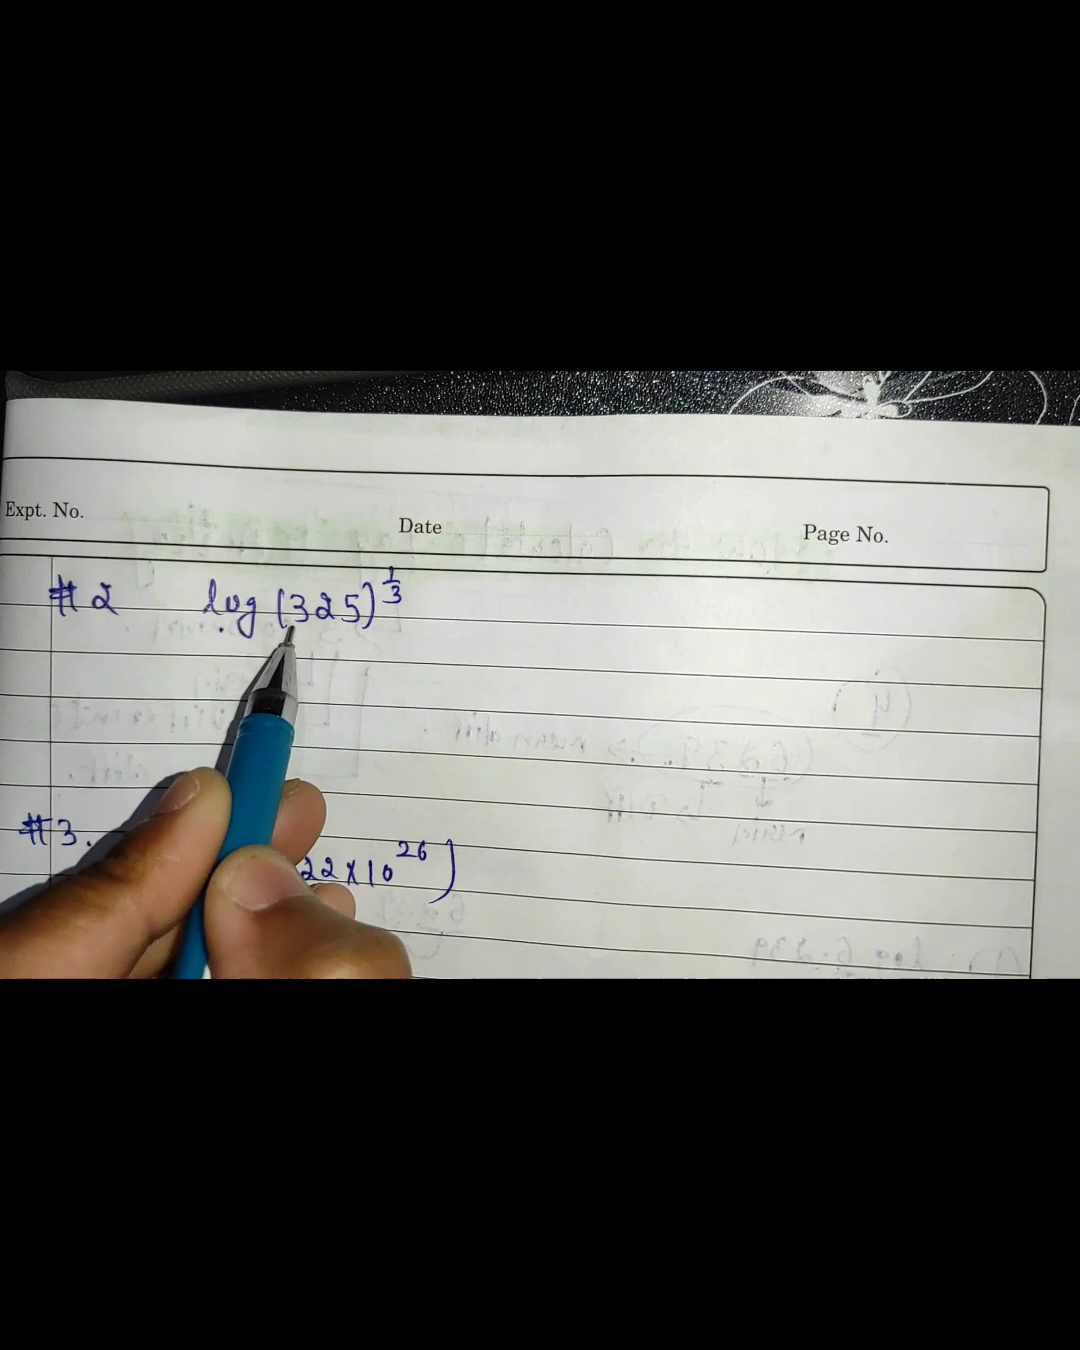 Expt. No.
Date
Page No.
# 2 log (325)^1/3
#3.
22 x 10^26)